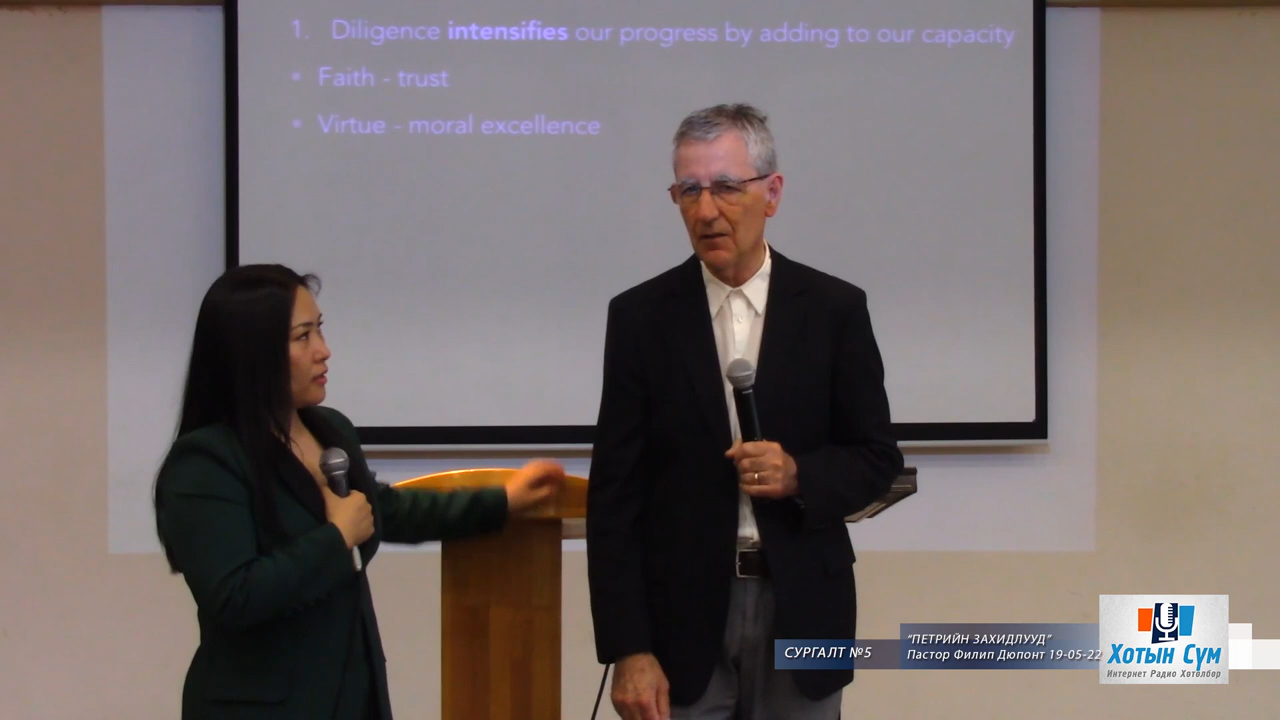 1. Diligence intensifies our progress by adding to our capacity
• Faith - trust
• Virtue - moral excellence
СУРГАЛТ №5
"ПЕТРИЙН ЗАХИДЛУУД"
Пастор Филип Дюпонт 19-05-22
Хотын Сүм
Интернет Радио Хөтөлбөр